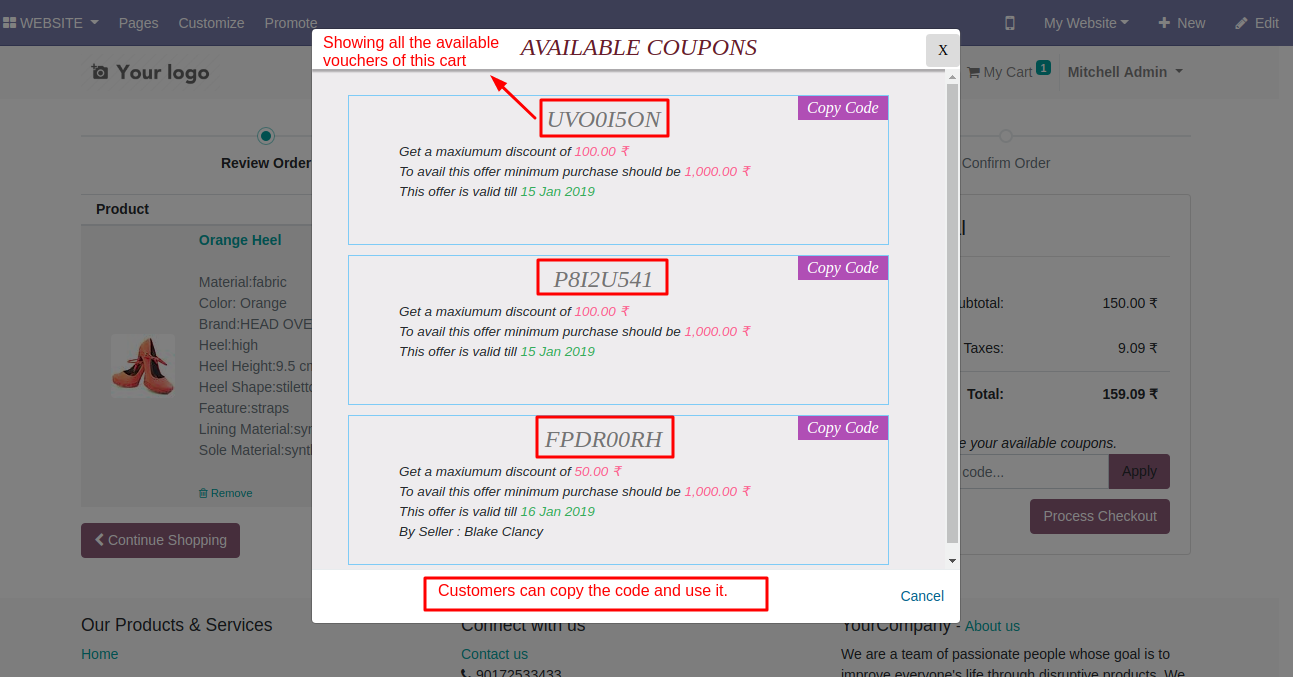 WEBSITE Pages Customize Promote My Website New Edit
Showing all the available
vouchers of this cart
AVAILABLE COUPONS
X
Your logo
My Cart 1 Mitchell Admin
Review Order
Confirm Order
Product
Orange Heel
Material:fabric
Color: Orange
Brand:HEAD OVE
Heel:high
Heel Height:9.5 cm
Heel Shape:stiletto
Feature:straps
Lining Material:syn
Sole Material:synt
Remove
Continue Shopping
UVO0I5ON
Copy Code
Get a maxiumum discount of 100.00 ₹
To avail this offer minimum purchase should be 1,000.00 ₹
This offer is valid till 15 Jan 2019
P8I2U541
Copy Code
Get a maxiumum discount of 100.00 ₹
To avail this offer minimum purchase should be 1,000.00 ₹
This offer is valid till 15 Jan 2019
FPDR00RH
Copy Code
Get a maxiumum discount of 50.00 ₹
To avail this offer minimum purchase should be 1,000.00 ₹
This offer is valid till 16 Jan 2019
By Seller : Blake Clancy
Customers can copy the code and use it.
Cancel
ubtotal: 150.00 ₹
Taxes: 9.09 ₹
Total: 159.09 ₹
e your available coupons.
code... Apply
Process Checkout
Our Products & Services
Home
Connect with us
Contact us
90172533433
YourCompany - About us
We are a team of passionate people whose goal is to
improve everyone's life through disruptive products. We